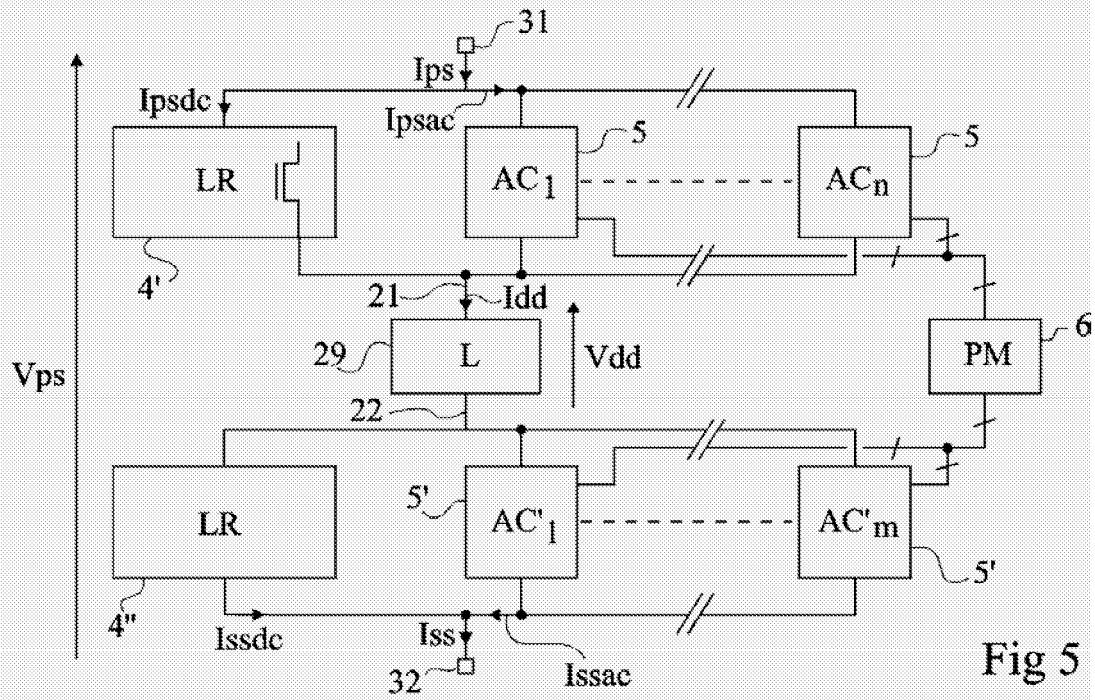 31
Ips
Ipsdc
Ipsac
5
5
LR
AC1
ACn
4'
21
Idd
6
29
L
Vdd
PM
Vps
22
LR
5'
AC'1
AC'm
5'
4"
Issdc
Iss
Issac
32
Fig 5